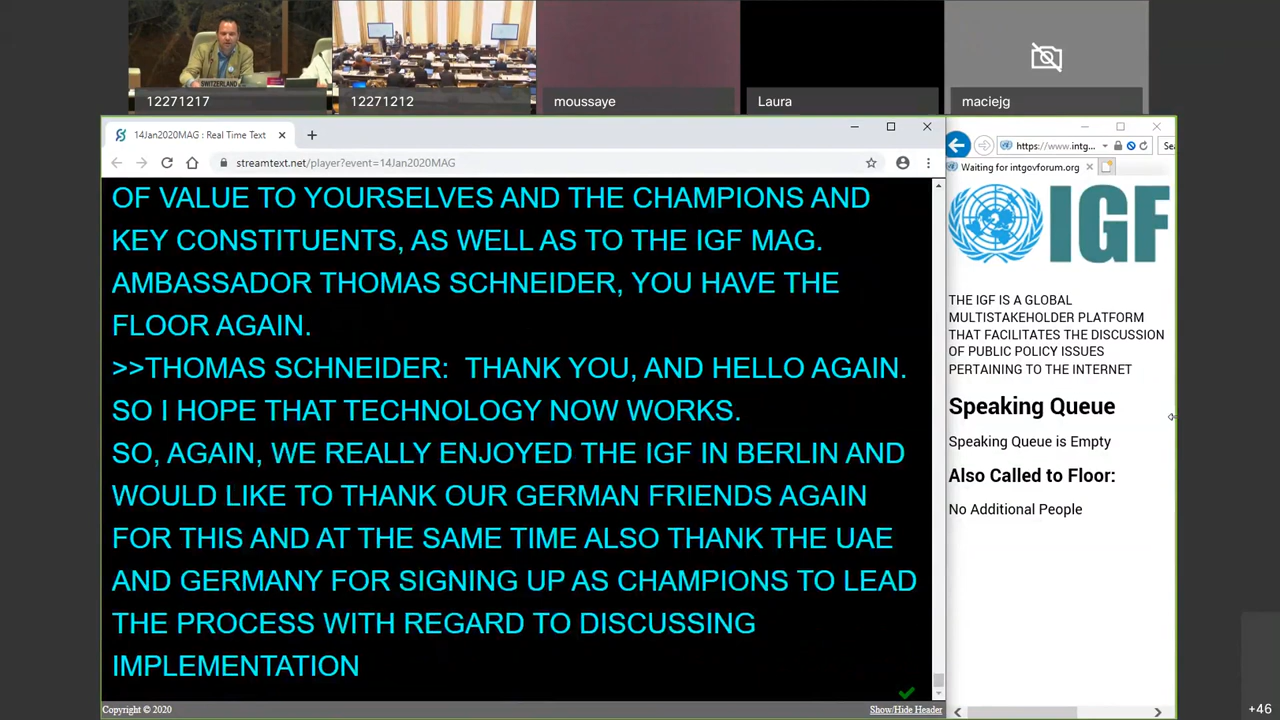 SWITZERLAND
12271217
12271212
moussaye
Laura
maciejg
14Jan2020MAG : Real Time Text
streamtext.net/player?event=14Jan2020MAG
OF VALUE TO YOURSELVES AND THE CHAMPIONS AND
KEY CONSTITUENTS, AS WELL AS TO THE IGF MAG.
AMBASSADOR THOMAS SCHNEIDER, YOU HAVE THE
FLOOR AGAIN.
>>THOMAS SCHNEIDER:  THANK YOU, AND HELLO AGAIN.
SO I HOPE THAT TECHNOLOGY NOW WORKS.
SO, AGAIN, WE REALLY ENJOYED THE IGF IN BERLIN AND
WOULD LIKE TO THANK OUR GERMAN FRIENDS AGAIN
FOR THIS AND AT THE SAME TIME ALSO THANK THE UAE
AND GERMANY FOR SIGNING UP AS CHAMPIONS TO LEAD
THE PROCESS WITH REGARD TO DISCUSSING
IMPLEMENTATION
Copyright © 2020
Show/Hide Header
https://www.intg...
Sea
Waiting for intgovforum.org
IGF
THE IGF IS A GLOBAL
MULTISTAKEHOLDER PLATFORM
THAT FACILITATES THE DISCUSSION
OF PUBLIC POLICY ISSUES
PERTAINING TO THE INTERNET
Speaking Queue
Speaking Queue is Empty
Also Called to Floor:
No Additional People
+46